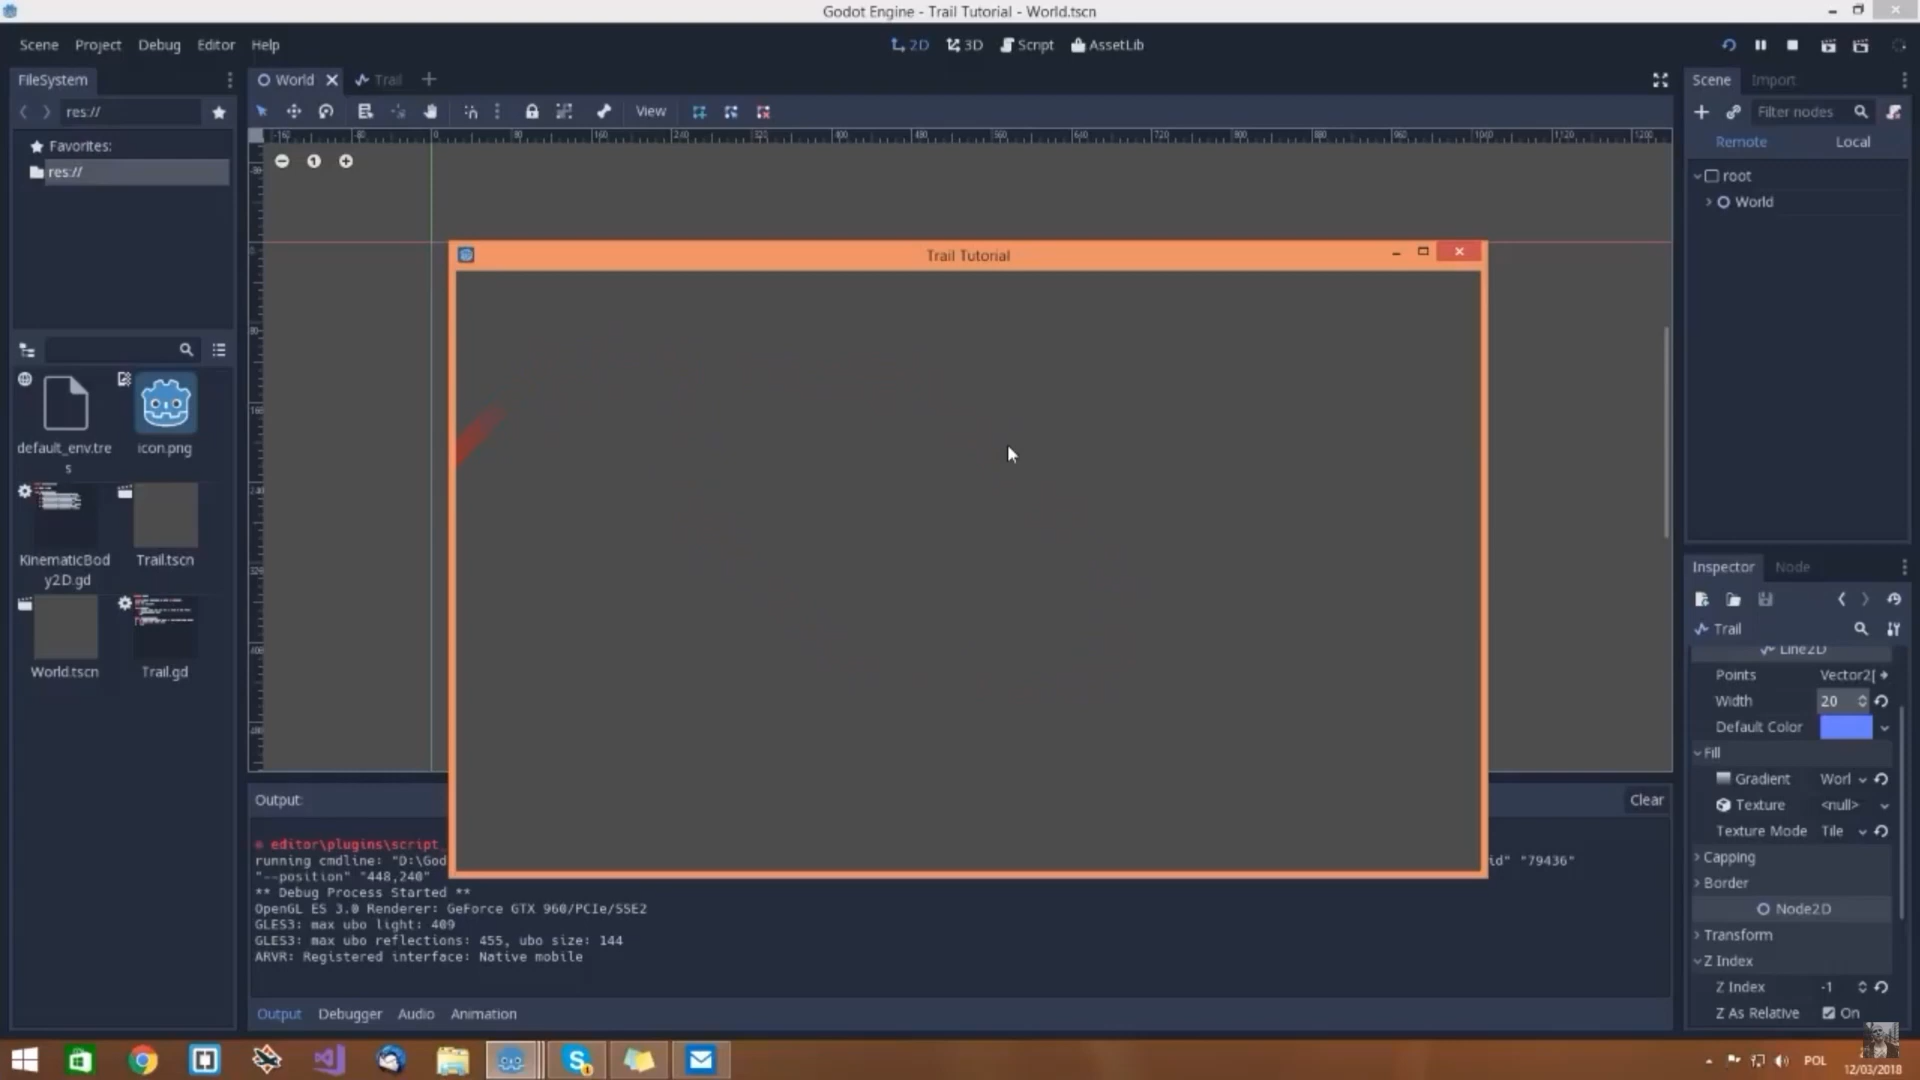 Godot Engine - Trail Tutorial - World.tscn
Scene Project Debug Editor Help
2D 3D Script AssetLib
FileSystem
World
Trail
Scene Import
res://
View
Filter nodes
Favorites:
res://
Remote Local
root
World
Trail Tutorial
default_env.tre
s
icon.png
KinematicBod
y2D.gd
Trail.tscn
World.tscn
Trail.gd
Inspector Node
Trail
Line2D
Points Vector2[
Width 20
Default Color
Fill
Gradient Worl
Texture <null>
Texture Mode Tile
Capping
Border
Node2D
Transform
Z Index
Z Index -1
Z As Relative On
Output:
Clear
editor\plugins\script_
running cmdline: "D:\God
id" "79436"
"--position" "448,240"
** Debug Process Started **
OpenGL ES 3.0 Renderer: GeForce GTX 960/PCIe/SSE2
GLES3: max ubo light: 409
GLES3: max ubo reflections: 455, ubo size: 144
ARVR: Registered interface: Native mobile
Output Debugger Audio Animation
POL
12/03/2018